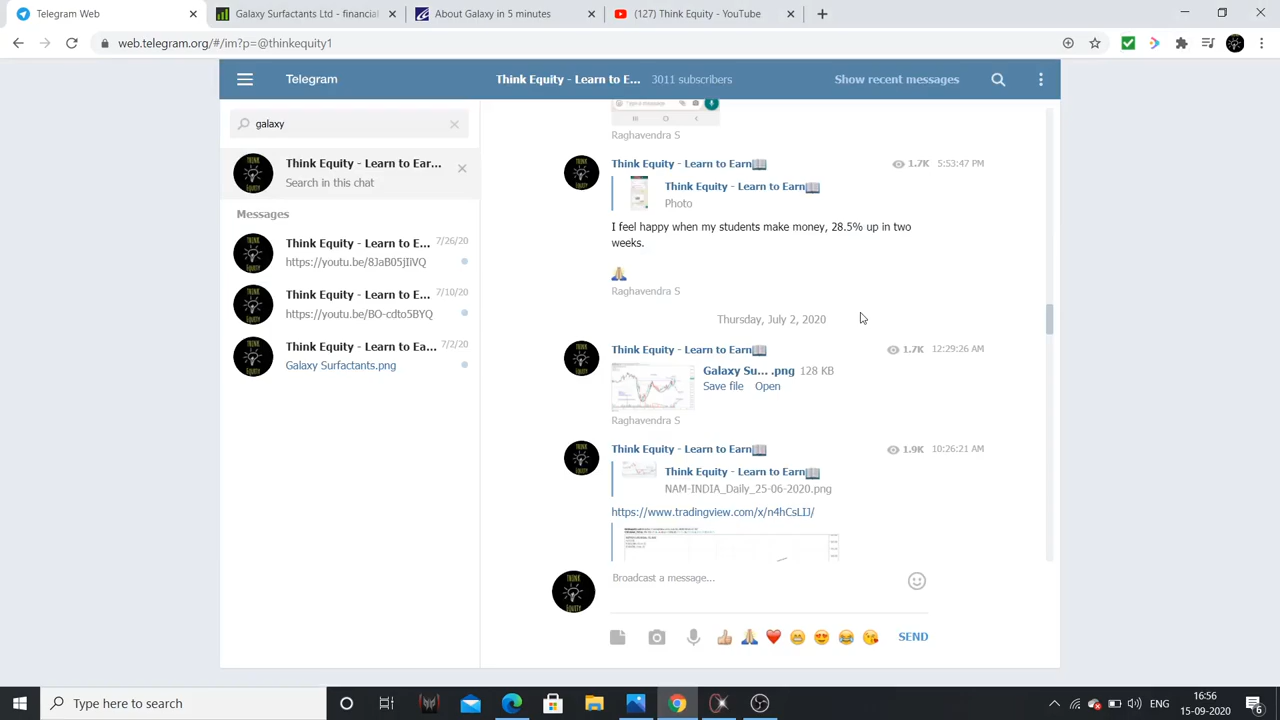 Telegram Web
Galaxy Surfactants Ltd financial
About Galaxy in 5 minutes
(127) Think Equity - YouTube
web.telegram.org/#/im?p=@thinkequity1
Telegram
Think Equity - Learn to E... 3011 subscribers
Show recent messages
galaxy
Think Equity - Learn to Ear...
Search in this chat
Messages
Think Equity - Learn to E... 7/26/20
https://youtu.be/8JaB05jIiVQ
Think Equity - Learn to E... 7/10/20
https://youtu.be/BO-cdto5BYQ
Think Equity - Learn to Ea... 7/2/20
Galaxy Surfactants.png
Raghavendra S
Think Equity - Learn to Earn 1.7K 5:53:47 PM
Think Equity - Learn to Earn
Photo
I feel happy when my students make money, 28.5% up in two
weeks.
Raghavendra S
Thursday, July 2, 2020
Think Equity - Learn to Earn 1.7K 12:29:26 AM
Galaxy Su... .png 128 KB
Save file Open
Raghavendra S
Think Equity - Learn to Earn 1.9K 10:26:21 AM
Think Equity - Learn to Earn
NAM-INDIA_Daily_25-06-2020.png
https://www.tradingview.com/x/n4hCsLIJ/
Broadcast a message...
SEND
THINK
EQUITY
Type here to search
ENG
16:56
15-09-2020
6